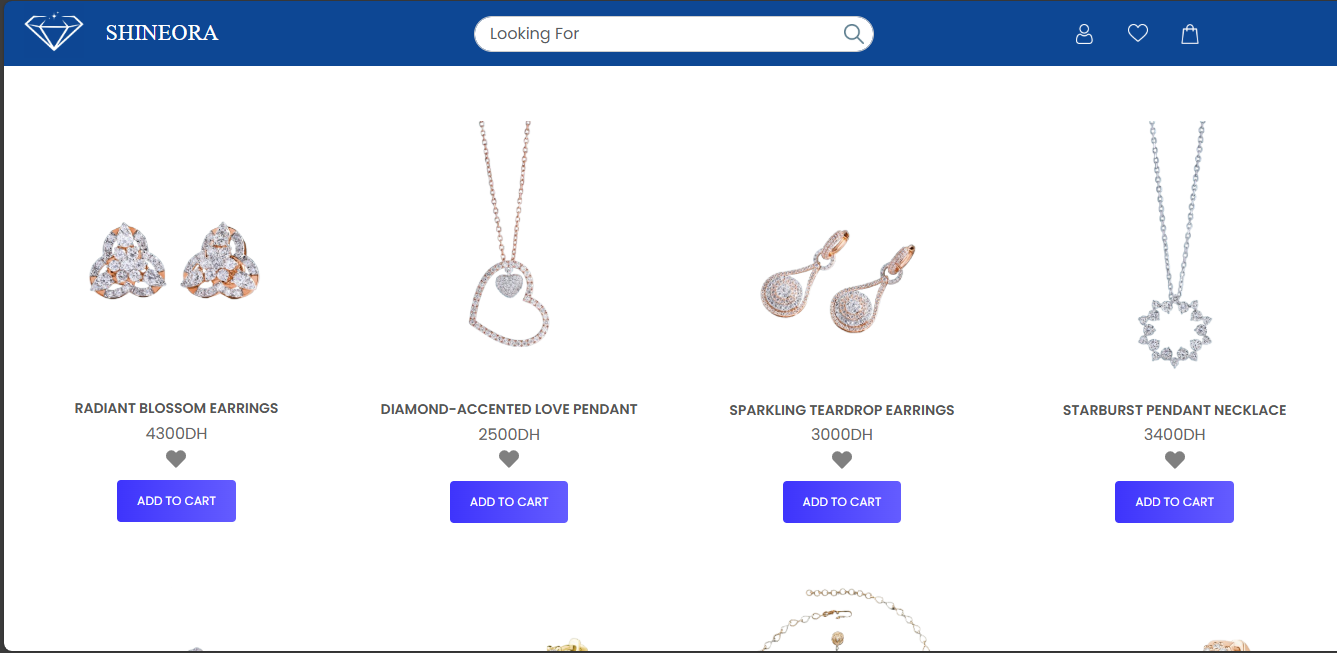 SHINEORA
Looking For
RADIANT BLOSSOM EARRINGS
4300DH
ADD TO CART
DIAMOND-ACCENTED LOVE PENDANT
2500DH
ADD TO CART
SPARKLING TEARDROP EARRINGS
3000DH
ADD TO CART
STARBURST PENDANT NECKLACE
3400DH
ADD TO CART